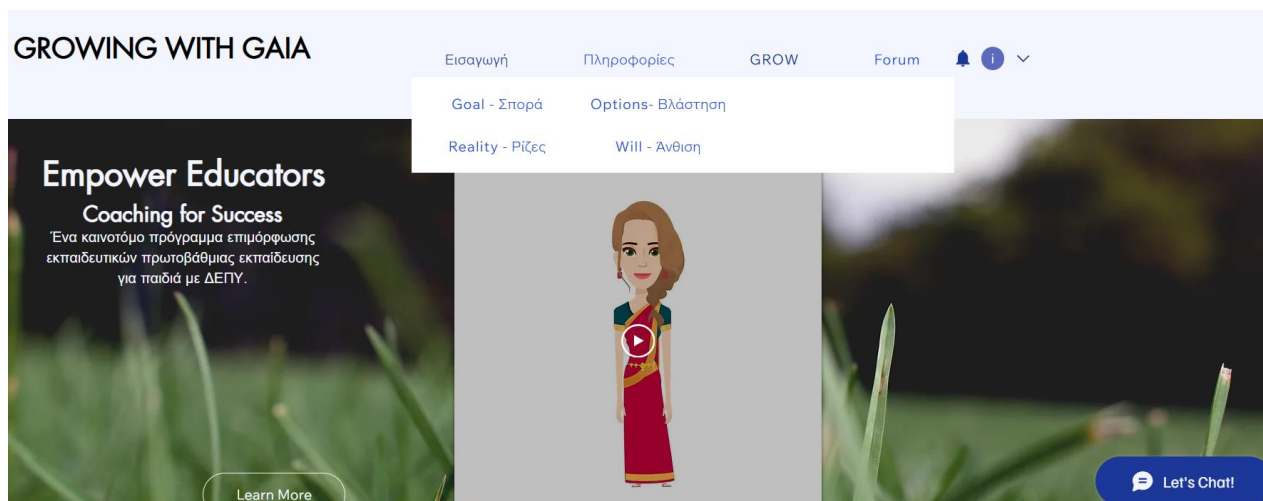 GROWING WITH GAIA
Εισαγωγή Πληροφορίες GROW Forum i
Goal - Σπορά Options- Βλάστηση
Reality - Ρίζες Will - Άνθιση
Empower Educators
Coaching for Success
Ένα καινοτόμο πρόγραμμα επιμόρφωσης
εκπαιδευτικών πρωτοβάθμιας εκπαίδευσης
για παιδιά με ΔΕΠΥ.
Learn More
Let's Chat!